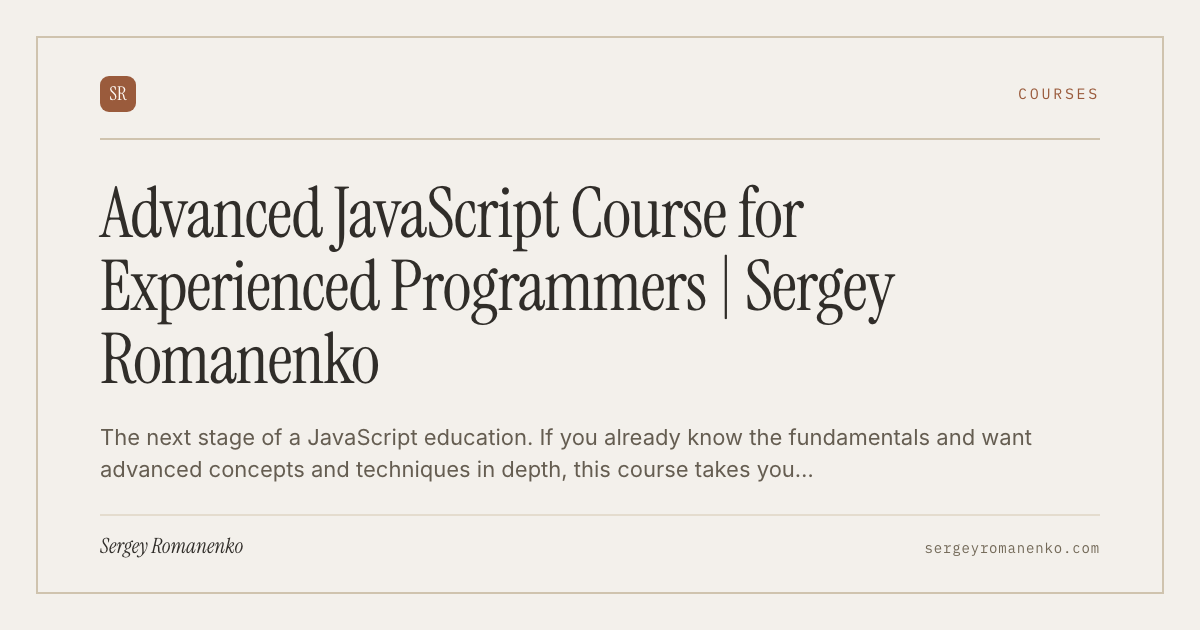 SR
COURSES
Advanced JavaScript Course for
Experienced Programmers | Sergey
Romanenko
The next stage of a JavaScript education. If you already know the fundamentals and want
advanced concepts and techniques in depth, this course takes you...
Sergey Romanenko
sergeyromanenko.com